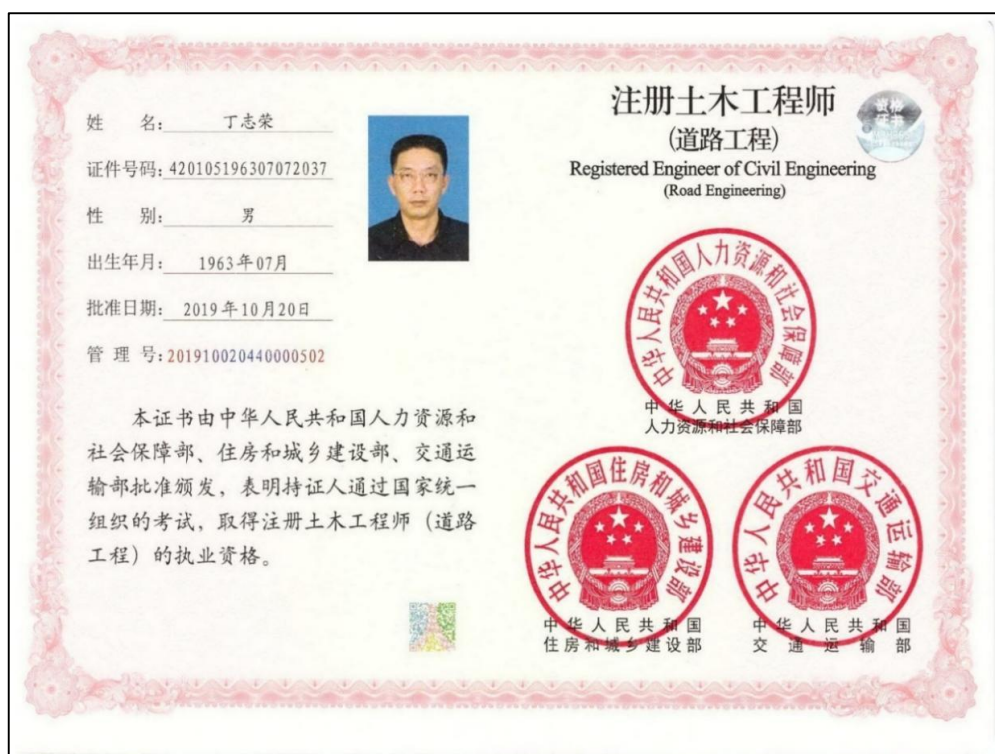 姓 名: 丁志荣
证件号码: 420105196307072037
性 别: 男
出生年月: 1963年07月
批准日期: 2019年10月20日
管 理 号: 201910020440000502
本证书由中华人民共和国人力资源和
社会保障部、住房和城乡建设部、交通运
输部批准颁发，表明持证人通过国家统一
组织的考试，取得注册土木工程师（道路
工程）的执业资格。
注册土木工程师
(道路工程)
Registered Engineer of Civil Engineering
(Road Engineering)
资格
证书
中华人民共和国人力资源和社会保障部
中华人民共和国
人力资源和社会保障部
中华人民共和国住房和城乡建设部
中华人民共和国
住房和城乡建设部
中华人民共和国交通运输部
中华人民共和国
交通运输部